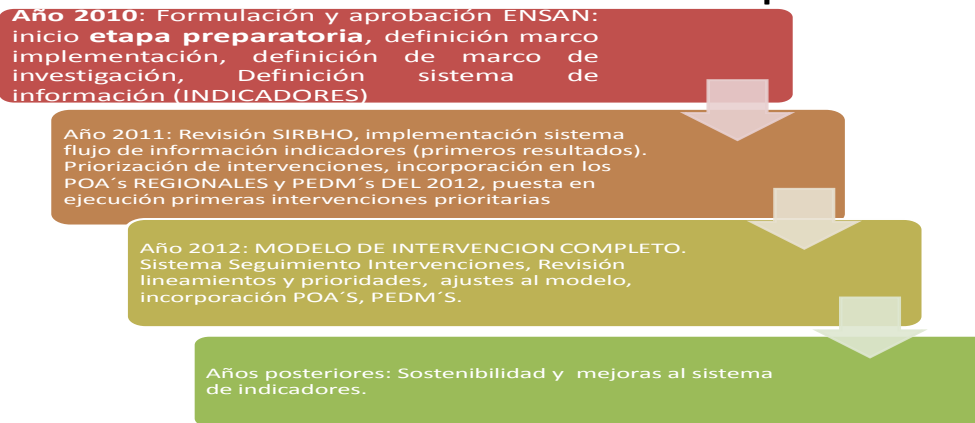 Año 2010: Formulación y aprobación ENSAN:
inicio etapa preparatoria, definición marco
implementación, definición de marco de
investigación, Definición sistema de
información (INDICADORES)
Año 2011: Revisión SIRBHO, implementación sistema
flujo de información indicadores (primeros resultados).
Priorización de intervenciones, incorporación en los
POA´s REGIONALES y PEDM´s DEL 2012, puesta en
ejecución primeras intervenciones prioritarias
Año 2012: MODELO DE INTERVENCION COMPLETO.
Sistema Seguimiento Intervenciones, Revisión
lineamientos y prioridades, ajustes al modelo,
incorporación POA´S, PEDM´S.
Años posteriores: Sostenibilidad y mejoras al sistema
de indicadores.